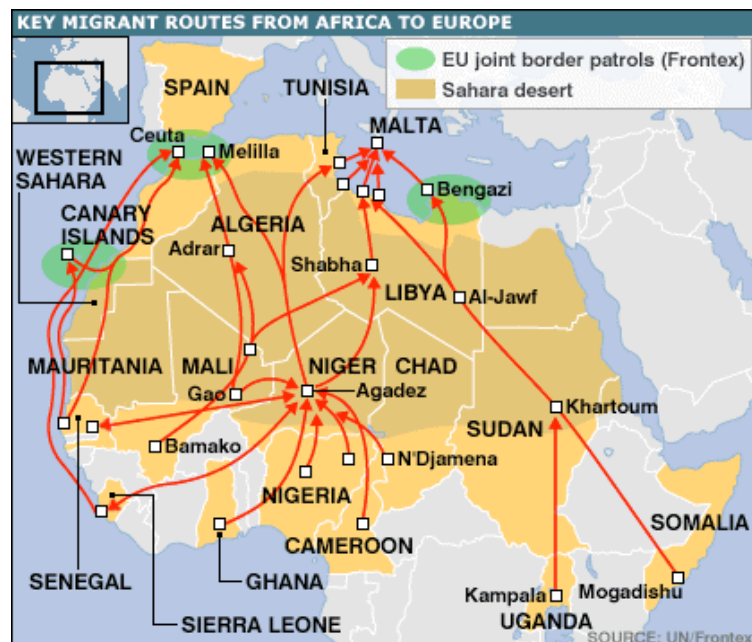 KEY MIGRANT ROUTES FROM AFRICA TO EUROPE
EU joint border patrols (Frontex)
Sahara desert
SPAIN
TUNISIA
MALTA
Ceuta
Melilla
WESTERN
SAHARA
Bengazi
CANARY
ISLANDS
ALGERIA
Adrar
Shabha
LIBYA
Al-Jawf
MAURITANIA
MALI
NIGER
CHAD
Gao
Agadez
Khartoum
SUDAN
Bamako
N'Djamena
NIGERIA
SOMALIA
CAMEROON
SENEGAL
GHANA
Kampala
Mogadishu
SIERRA LEONE
UGANDA
SOURCE: UN/Frontex